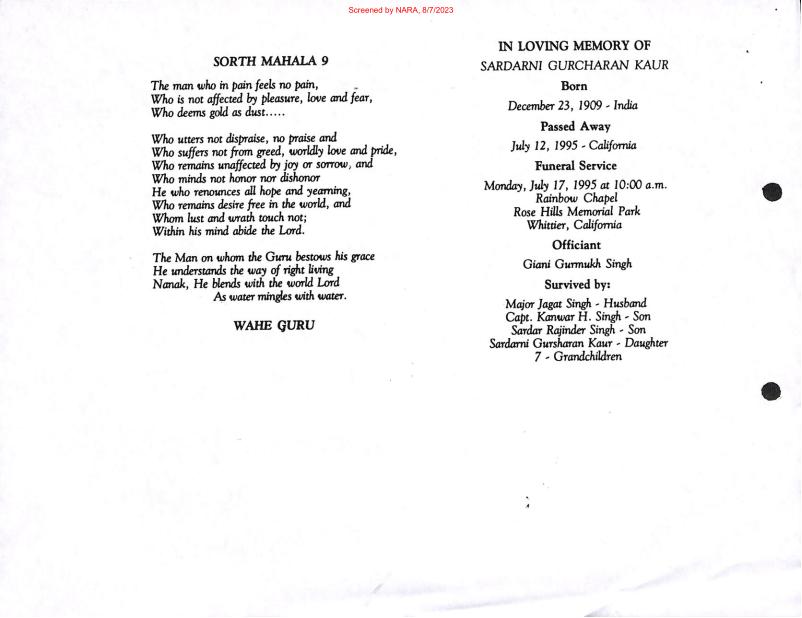 Screened by NARA, 8/7/2023
SORTH MAHALA 9
The man who in pain feels no pain,
Who is not affected by pleasure, love and fear,
Who deems gold as dust.....
Who utters not dispraise, no praise and
Who suffers not from greed, worldly love and pride,
Who remains unaffected by joy or sorrow, and
Who minds not honor nor dishonor
He who renounces all hope and yearning,
Who remains desire free in the world, and
Whom lust and wrath touch not;
Within his mind abide the Lord.
The Man on whom the Guru bestows his grace
He understands the way of right living
Nanak, He blends with the world Lord
As water mingles with water.
WAHE GURU
IN LOVING MEMORY OF
SARDARNI GURCHARAN KAUR
Born
December 23, 1909 - India
Passed Away
July 12, 1995 - California
Funeral Service
Monday, July 17, 1995 at 10:00 a.m.
Rainbow Chapel
Rose Hills Memorial Park
Whittier, California
Officiant
Giani Gurmukh Singh
Survived by:
Major Jagat Singh - Husband
Capt. Kanwar H. Singh - Son
Sardar Rajinder Singh - Son
Sardarni Gursharan Kaur - Daughter
7 - Grandchildren